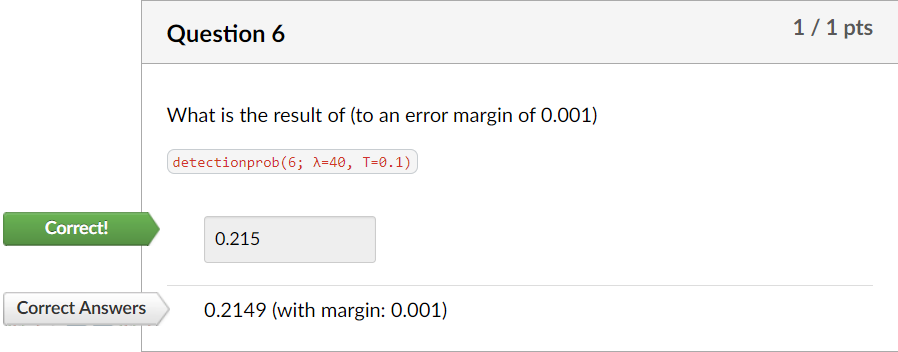 Question 6
1 / 1 pts
What is the result of (to an error margin of 0.001)
detectionprob(6; λ=40, T=0.1)
Correct!
0.215
Correct Answers
0.2149 (with margin: 0.001)